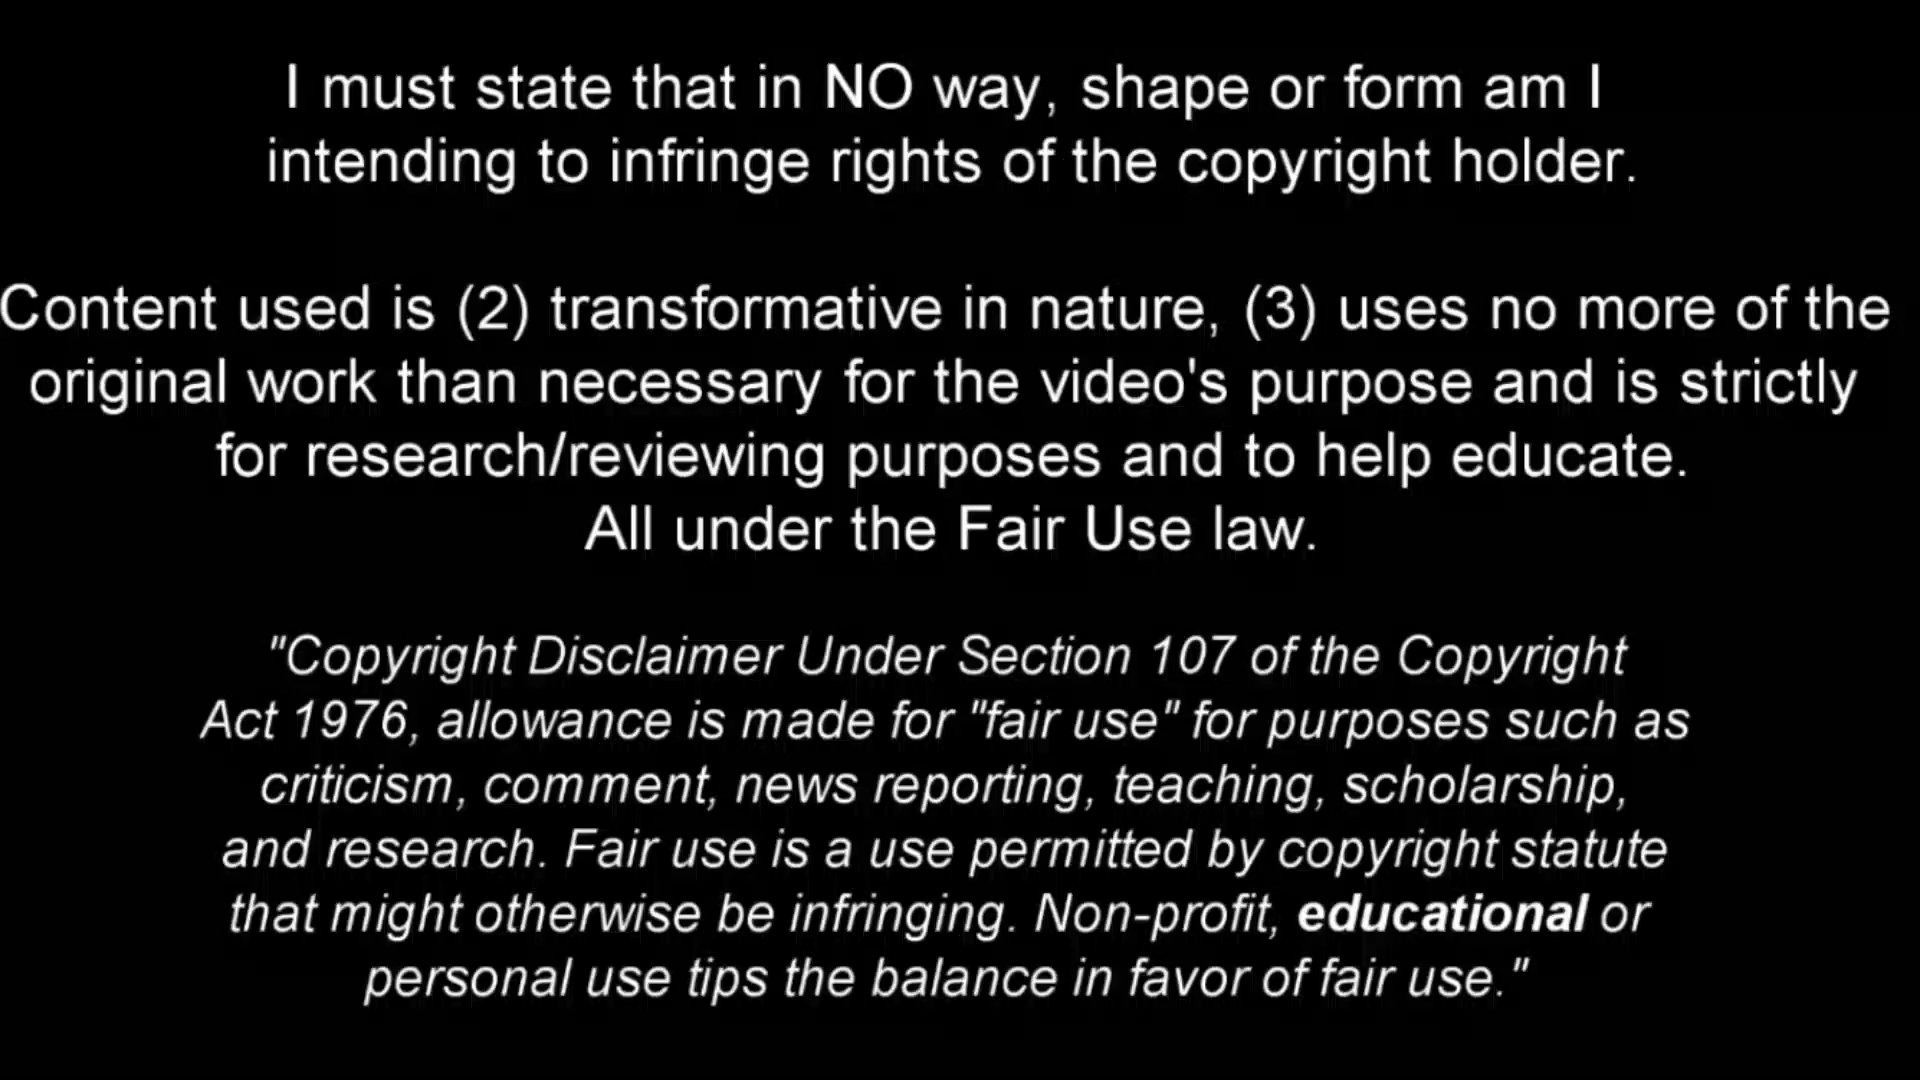 I must state that in NO way, shape or form am I
intending to infringe rights of the copyright holder.
Content used is (2) transformative in nature, (3) uses no more of the
original work than necessary for the video's purpose and is strictly
for research/reviewing purposes and to help educate.
All under the Fair Use law.
"Copyright Disclaimer Under Section 107 of the Copyright
Act 1976, allowance is made for "fair use" for purposes such as
criticism, comment, news reporting, teaching, scholarship,
and research. Fair use is a use permitted by copyright statute
that might otherwise be infringing. Non-profit, educational or
personal use tips the balance in favor of fair use."